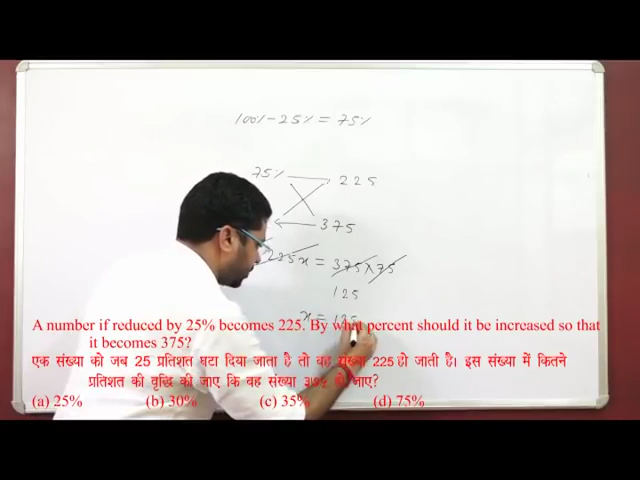 100% - 25% = 75%
75% 225
375
225x = 375 x 75
125
x = 125
A number if reduced by 25% becomes 225. By what percent should it be increased so that
it becomes 375?
एक संख्या को जब 25 प्रतिशत घटा दिया जाता है तो वह संख्या 225 हो जाती है। इस संख्या में कितने
प्रतिशत की वृद्धि की जाए कि वह संख्या हो जाए?
(a) 25% (b) 30% (c) 35% (d) 75%